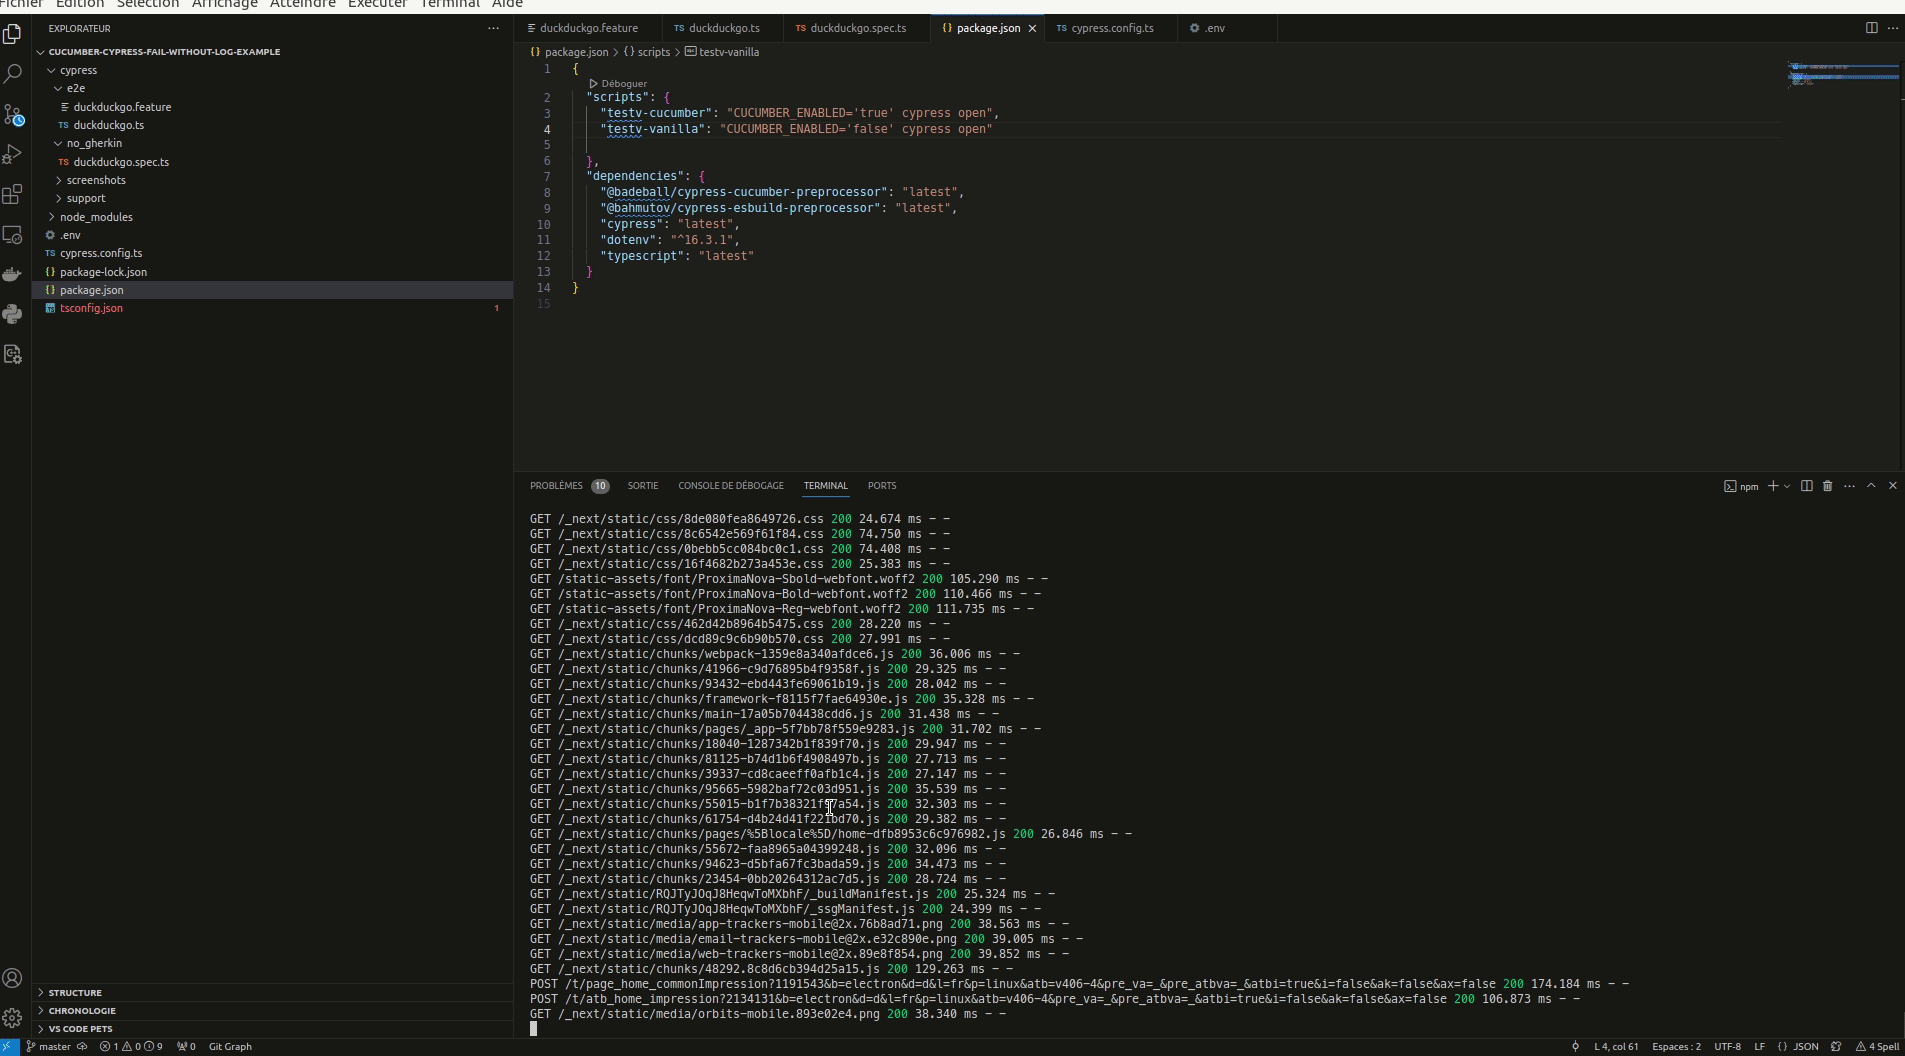 Fichier Edition Sélection Affichage Atteindre Exécuter Terminal Aide
EXPLORATEUR
CUCUMBER-CYPRESS-FAIL-WITHOUT-LOG-EXAMPLE
cypress
e2e
duckduckgo.feature
TS duckduckgo.ts
no_gherkin
TS duckduckgo.spec.ts
screenshots
support
node_modules
.env
TS cypress.config.ts
{} package-lock.json
{} package.json
tsconfig.json 1
STRUCTURE
CHRONOLOGIE
VS CODE PETS
duckduckgo.feature TS duckduckgo.ts TS duckduckgo.spec.ts {} package.json TS cypress.config.ts .env
{} package.json > {} scripts > testv-vanilla
1 {
Déboguer
2 "scripts": {
3 "testv-cucumber": "CUCUMBER_ENABLED='true' cypress open",
4 "testv-vanilla": "CUCUMBER_ENABLED='false' cypress open"
5
6 },
7 "dependencies": {
8 "@badeball/cypress-cucumber-preprocessor": "latest",
9 "@bahmutov/cypress-esbuild-preprocessor": "latest",
10 "cypress": "latest",
11 "dotenv": "^16.3.1",
12 "typescript": "latest"
13 }
14 }
15
PROBLÈMES 10 SORTIE CONSOLE DE DÉBOGAGE TERMINAL PORTS npm
GET /_next/static/css/8de080fea8649726.css 200 24.674 ms - -
GET /_next/static/css/8c6542e569f61f84.css 200 74.750 ms - -
GET /_next/static/css/0bebb5cc084bc0c1.css 200 74.408 ms - -
GET /_next/static/css/16f4682b273a453e.css 200 25.383 ms - -
GET /static-assets/font/ProximaNova-Sbold-webfont.woff2 200 105.290 ms - -
GET /static-assets/font/ProximaNova-Bold-webfont.woff2 200 110.466 ms - -
GET /static-assets/font/ProximaNova-Reg-webfont.woff2 200 111.735 ms - -
GET /_next/static/css/462d42b8964b5475.css 200 28.220 ms - -
GET /_next/static/css/dcd89c9c6b90b570.css 200 27.991 ms - -
GET /_next/static/chunks/webpack-1359e8a340afdce6.js 200 36.006 ms - -
GET /_next/static/chunks/41966-c9d76895b4f9358f.js 200 29.325 ms - -
GET /_next/static/chunks/93432-ebd443fe69061b19.js 200 28.042 ms - -
GET /_next/static/chunks/framework-f8115f7fae64930e.js 200 35.328 ms - -
GET /_next/static/chunks/main-17a05b704438cdd6.js 200 31.438 ms - -
GET /_next/static/chunks/pages/_app-5f7bb78f559e9283.js 200 31.702 ms - -
GET /_next/static/chunks/18040-1287342b1f839f70.js 200 29.947 ms - -
GET /_next/static/chunks/81125-b74d1b6f4908497b.js 200 27.713 ms - -
GET /_next/static/chunks/39337-cd8caeeff0afb1c4.js 200 27.147 ms - -
GET /_next/static/chunks/95665-5982baf72c03d951.js 200 35.539 ms - -
GET 200 32.303 ms - -
GET /_next/static/chunks/61754-d4b24d41f221bd70.js 200 29.382 ms - -
GET /_next/static/chunks/pages/%5Blocale%5D/home-dfb8953c6c976982.js 200 26.846 ms - -
GET /_next/static/chunks/55672-faa8965a04399248.js 200 32.096 ms - -
GET /_next/static/chunks/94623-d5bfa67fc3bada59.js 200 34.473 ms - -
GET /_next/static/chunks/23454-0bb20264312ac7d5.js 200 28.724 ms - -
GET /_next/static/RQJTyJOqJ8HeqwToMXbhF/_buildManifest.js 200 25.324 ms - -
GET /_next/static/RQJTyJOqJ8HeqwToMXbhF/_ssgManifest.js 200 24.399 ms - -
GET /_next/static/media/app-trackers-mobile@2x.76b8ad71.png 200 38.563 ms - -
GET /_next/static/media/email-trackers-mobile@2x.e32c890e.png 200 39.005 ms - -
GET /_next/static/media/web-trackers-mobile@2x.89e8f854.png 200 39.852 ms - -
GET /_next/static/chunks/48292.8c8d6cb394d25a15.js 200 129.263 ms - -
POST /t/page_home_commonImpression?1191543&b=electron&d=d&l=fr&p=linux&atb=v406-4&pre_va=_&pre_atbva=_&atbi=true&i=false&ak=false&ax=false 200 174.184 ms - -
POST /t/atb_home_impression?2134131&b=electron&d=d&l=fr&p=linux&atb=v406-4&pre_va=_&pre_atbva=_&atbi=true&i=false&ak=false&ax=false 200 106.873 ms - -
GET /_next/static/media/orbits-mobile.893e02e4.png 200 38.340 ms - -
master 1 0 9 0 Git Graph L 4, col 61 Espaces : 2 UTF-8 LF {} JSON 4 Spell